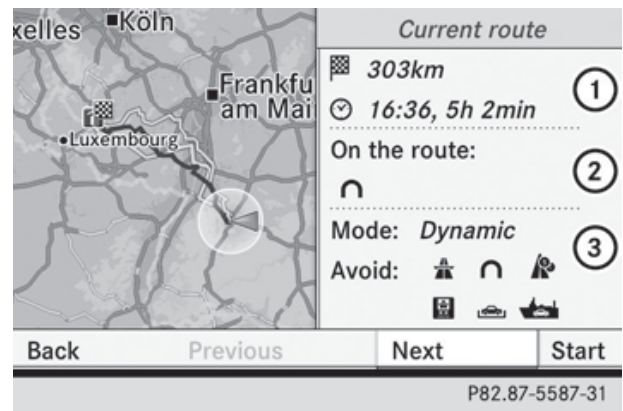 xelles
Köln
Frankfu
am Mai
Luxembourg
Current route
303km
16:36, 5h 2min
1
On the route:
2
Mode: Dynamic
3
Avoid:
Back Previous Next Start
P82.87-5587-31